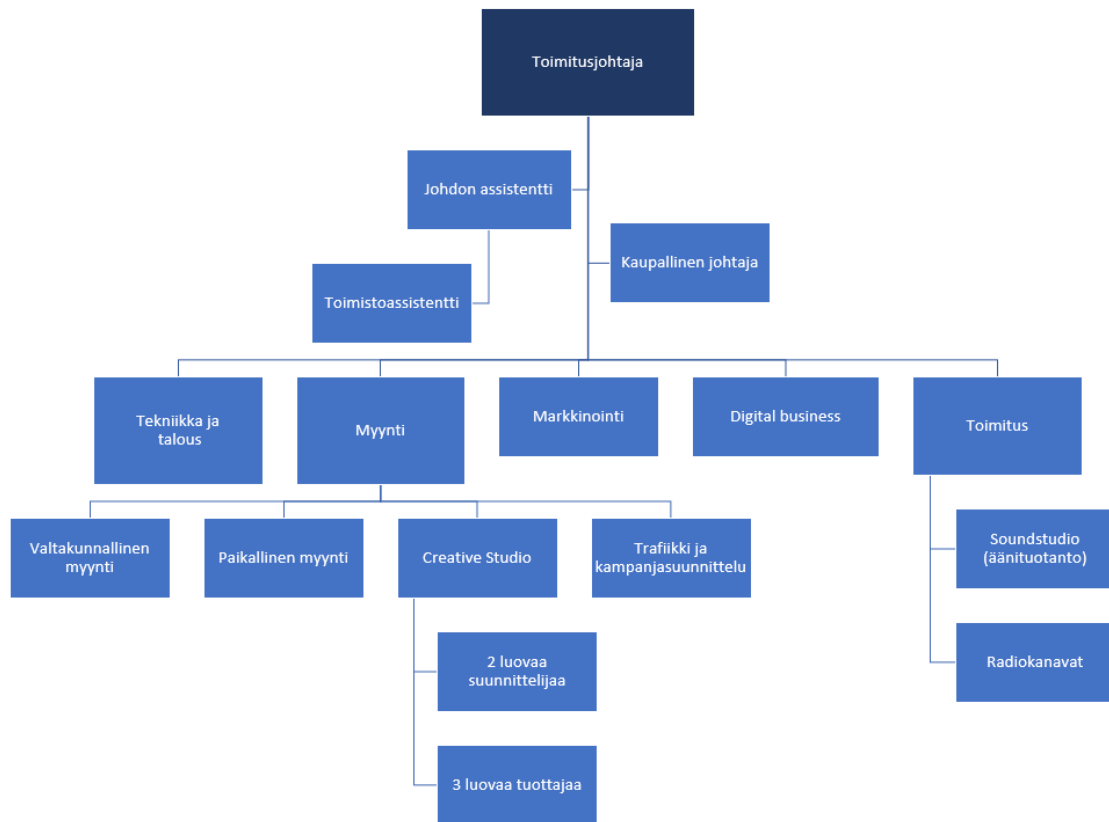 Toimitusjohtaja
Johdon assistentti
Kaupallinen johtaja
Toimistoassistentti
Tekniikka ja
talous
Myynti
Markkinointi
Digital business
Toimitus
Valtakunnallinen
myynti
Paikallinen myynti
Creative Studio
Trafiikki ja
kampanjasuunnittelu
Soundstudio
(äänituotanto)
2 luovaa
suunnittelijaa
Radiokanavat
3 luovaa tuottajaa